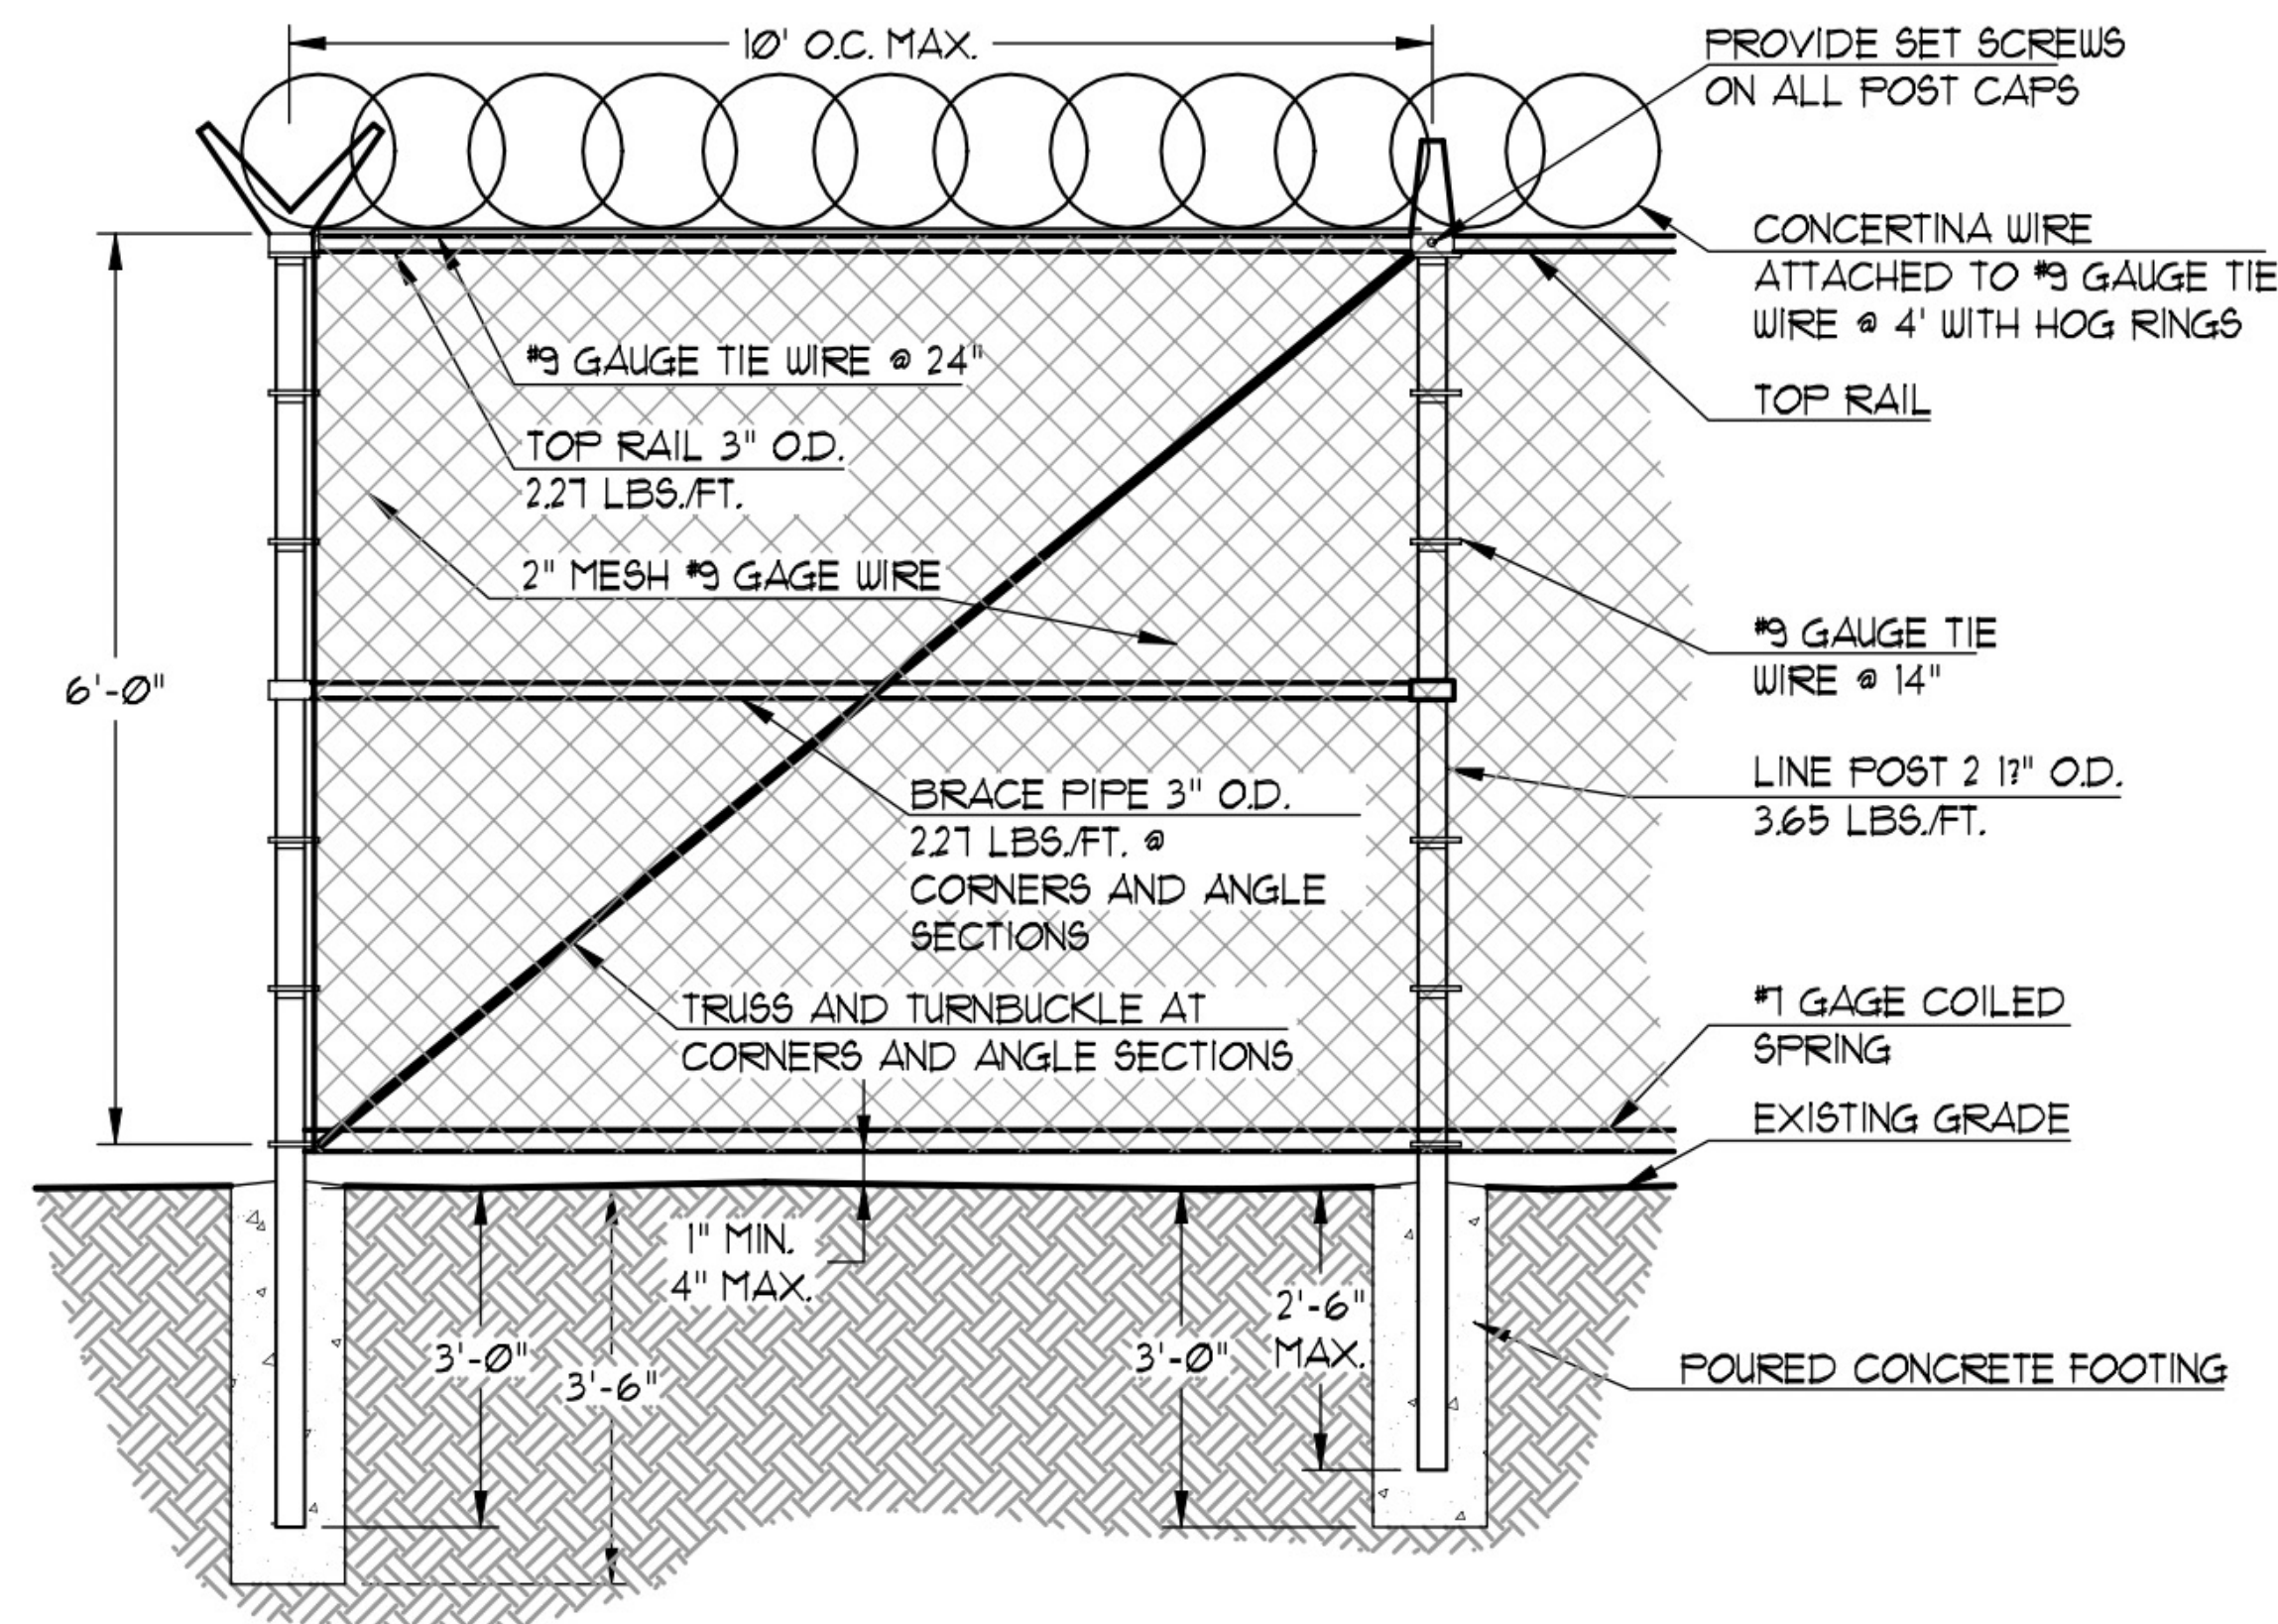 10' O.C. MAX.
PROVIDE SET SCREWS
ON ALL POST CAPS
CONCERTINA WIRE
ATTACHED TO #9 GAUGE TIE
WIRE @ 4' WITH HOG RINGS
TOP RAIL
#9 GAUGE TIE WIRE @ 24"
TOP RAIL 3" O.D.
2.27 LBS./FT.
2" MESH #9 GAGE WIRE
6'-0"
#9 GAUGE TIE
WIRE @ 14"
LINE POST 2 1?" O.D.
3.65 LBS./FT.
BRACE PIPE 3" O.D.
2.27 LBS./FT. @
CORNERS AND ANGLE
SECTIONS
TRUSS AND TURNBUCKLE AT
CORNERS AND ANGLE SECTIONS
#7 GAGE COILED
SPRING
EXISTING GRADE
1" MIN.
4" MAX.
3'-0"
3'-6"
3'-0"
2'-6"
MAX.
POURED CONCRETE FOOTING